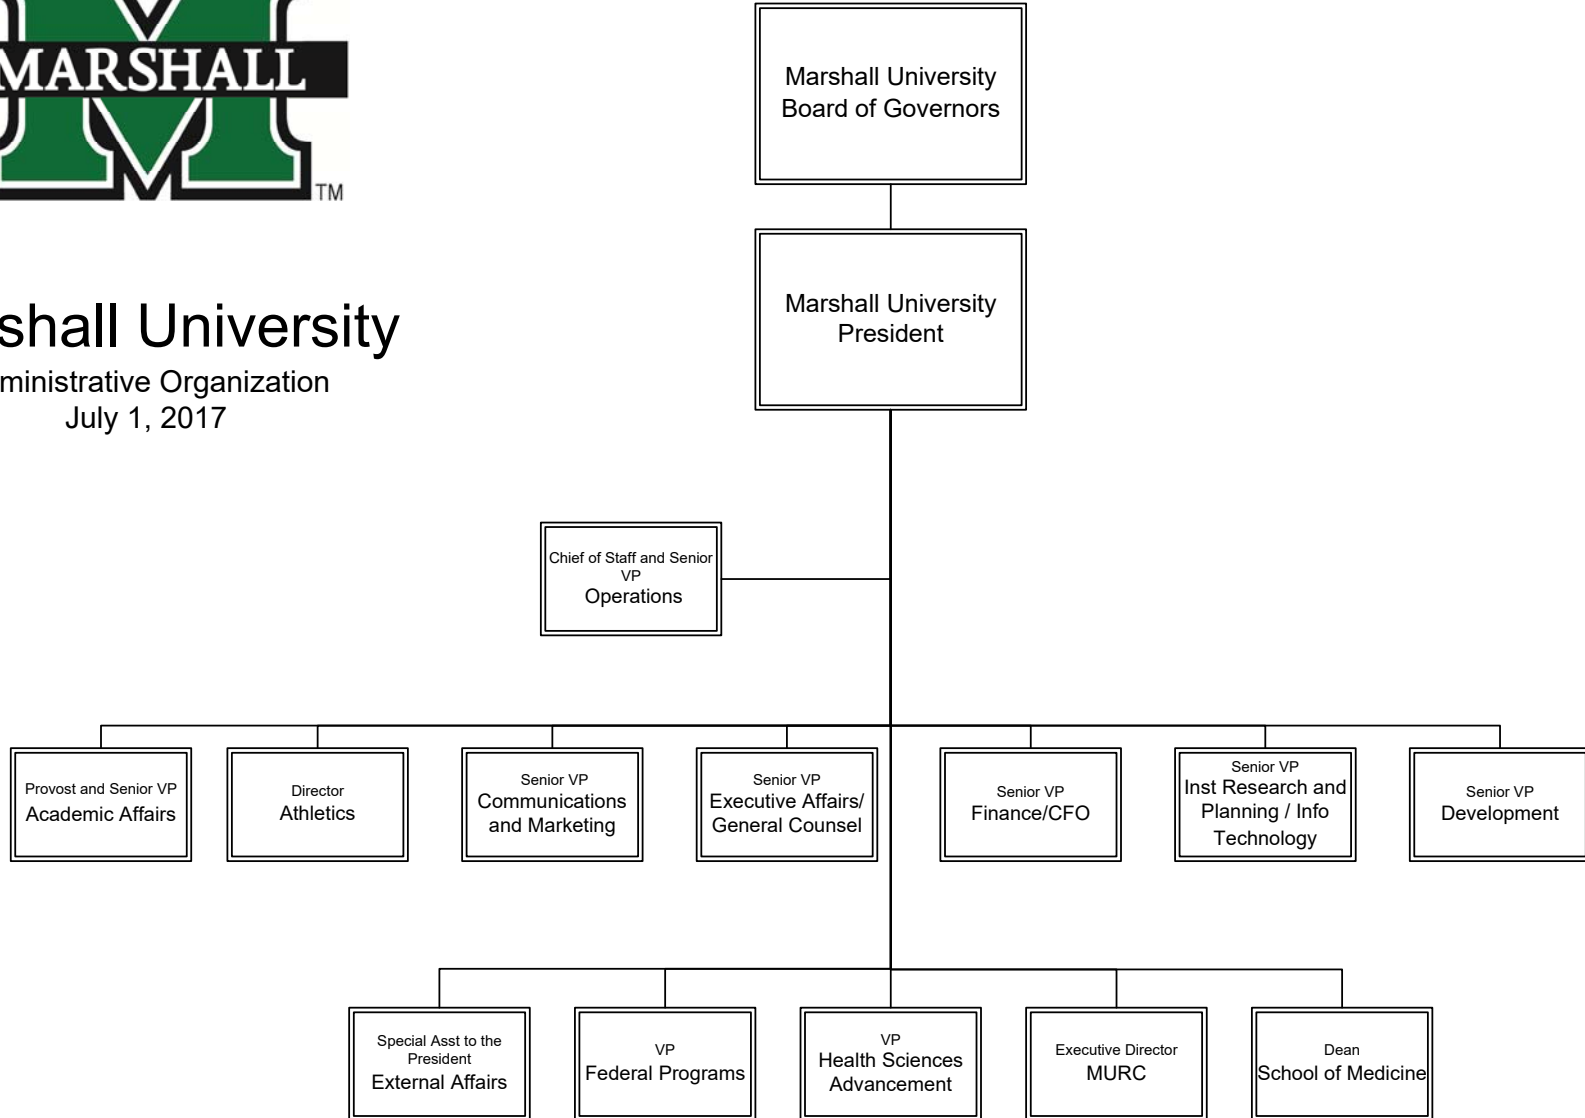 MARSHALL
TM
shall University
ministrative Organization
July 1, 2017
Marshall University
Board of Governors
Marshall University
President
Chief of Staff and Senior
VP
Operations
Provost and Senior VP
Academic Affairs
Director
Athletics
Senior VP
Communications
and Marketing
Senior VP
Executive Affairs/
General Counsel
Senior VP
Finance/CFO
Senior VP
Inst Research and
Planning / Info
Technology
Senior VP
Development
Special Asst to the
President
External Affairs
VP
Federal Programs
VP
Health Sciences
Advancement
Executive Director
MURC
Dean
School of Medicine